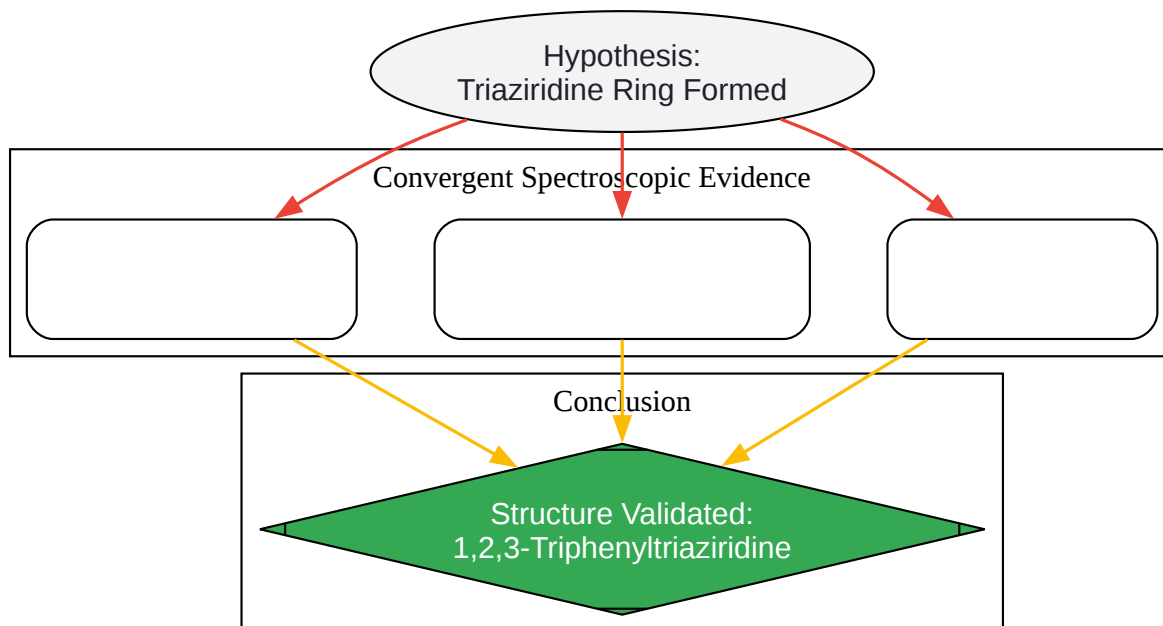 Hypothesis:
Triaziridine Ring Formed
Convergent Spectroscopic Evidence
Conclusion
Structure Validated:
1,2,3-Triphenyltriaziridine